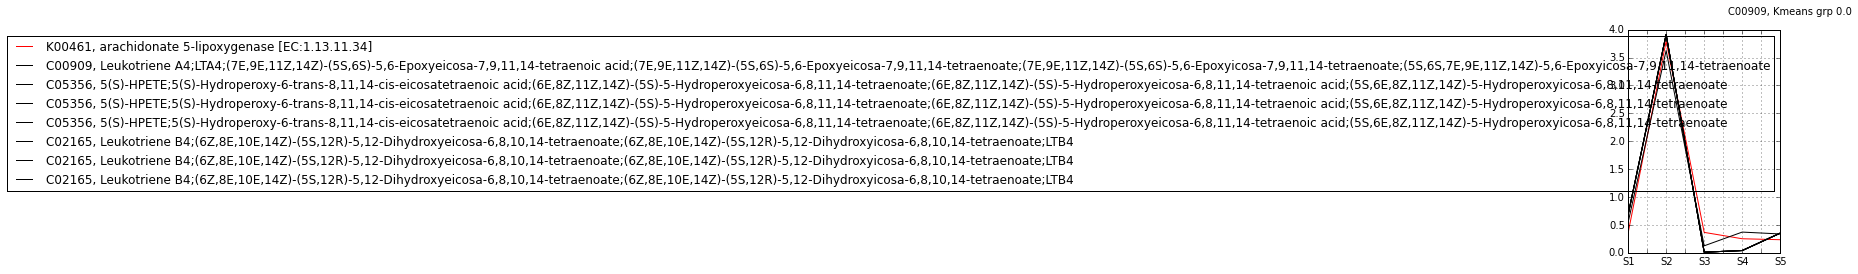 C00909, Kmeans grp 0.0
K00461, arachidonate 5-lipoxygenase [EC:1.13.11.34]
C00909, Leukotriene A4;LTA4;(7E,9E,11Z,14Z)-(5S,6S)-5,6-Epoxyeicosa-7,9,11,14-tetraenoic acid;(7E,9E,11Z,14Z)-(5S,6S)-5,6-Epoxyeicosa-7,9,11,14-tetraenoate;(7E,9E,11Z,14Z)-(5S,6S)-5,6-Epoxyicosa-7,9,11,14-tetraenoate;(5S,6S,7E,9E,11Z,14Z)-5,6-Epoxyicosa-7,9,11,14-tetraenoate
C05356, 5(S)-HPETE;5(S)-Hydroperoxy-6-trans-8,11,14-cis-eicosatetraenoic acid;(6E,8Z,11Z,14Z)-(5S)-5-Hydroperoxyeicosa-6,8,11,14-tetraenoate;(6E,8Z,11Z,14Z)-(5S)-5-Hydroperoxyicosa-6,8,11,14-tetraenoic acid;(5S,6E,8Z,11Z,14Z)-5-Hydroperoxyicosa-6,8,11,14-tetraenoate
C05356, 5(S)-HPETE;5(S)-Hydroperoxy-6-trans-8,11,14-cis-eicosatetraenoic acid;(6E,8Z,11Z,14Z)-(5S)-5-Hydroperoxyeicosa-6,8,11,14-tetraenoate;(6E,8Z,11Z,14Z)-(5S)-5-Hydroperoxyicosa-6,8,11,14-tetraenoic acid;(5S,6E,8Z,11Z,14Z)-5-Hydroperoxyicosa-6,8,11,14-tetraenoate
C05356, 5(S)-HPETE;5(S)-Hydroperoxy-6-trans-8,11,14-cis-eicosatetraenoic acid;(6E,8Z,11Z,14Z)-(5S)-5-Hydroperoxyeicosa-6,8,11,14-tetraenoate;(6E,8Z,11Z,14Z)-(5S)-5-Hydroperoxyicosa-6,8,11,14-tetraenoic acid;(5S,6E,8Z,11Z,14Z)-5-Hydroperoxyicosa-6,8,11,14-tetraenoate
C02165, Leukotriene B4;(6Z,8E,10E,14Z)-(5S,12R)-5,12-Dihydroxyeicosa-6,8,10,14-tetraenoate;(6Z,8E,10E,14Z)-(5S,12R)-5,12-Dihydroxyicosa-6,8,10,14-tetraenoate;LTB4
C02165, Leukotriene B4;(6Z,8E,10E,14Z)-(5S,12R)-5,12-Dihydroxyeicosa-6,8,10,14-tetraenoate;(6Z,8E,10E,14Z)-(5S,12R)-5,12-Dihydroxyicosa-6,8,10,14-tetraenoate;LTB4
C02165, Leukotriene B4;(6Z,8E,10E,14Z)-(5S,12R)-5,12-Dihydroxyeicosa-6,8,10,14-tetraenoate;(6Z,8E,10E,14Z)-(5S,12R)-5,12-Dihydroxyicosa-6,8,10,14-tetraenoate;LTB4
4.0
3.5
3.0
2.5
2.0
1.5
1.0
0.5
0.0
S1 S2 S3 S4 S5